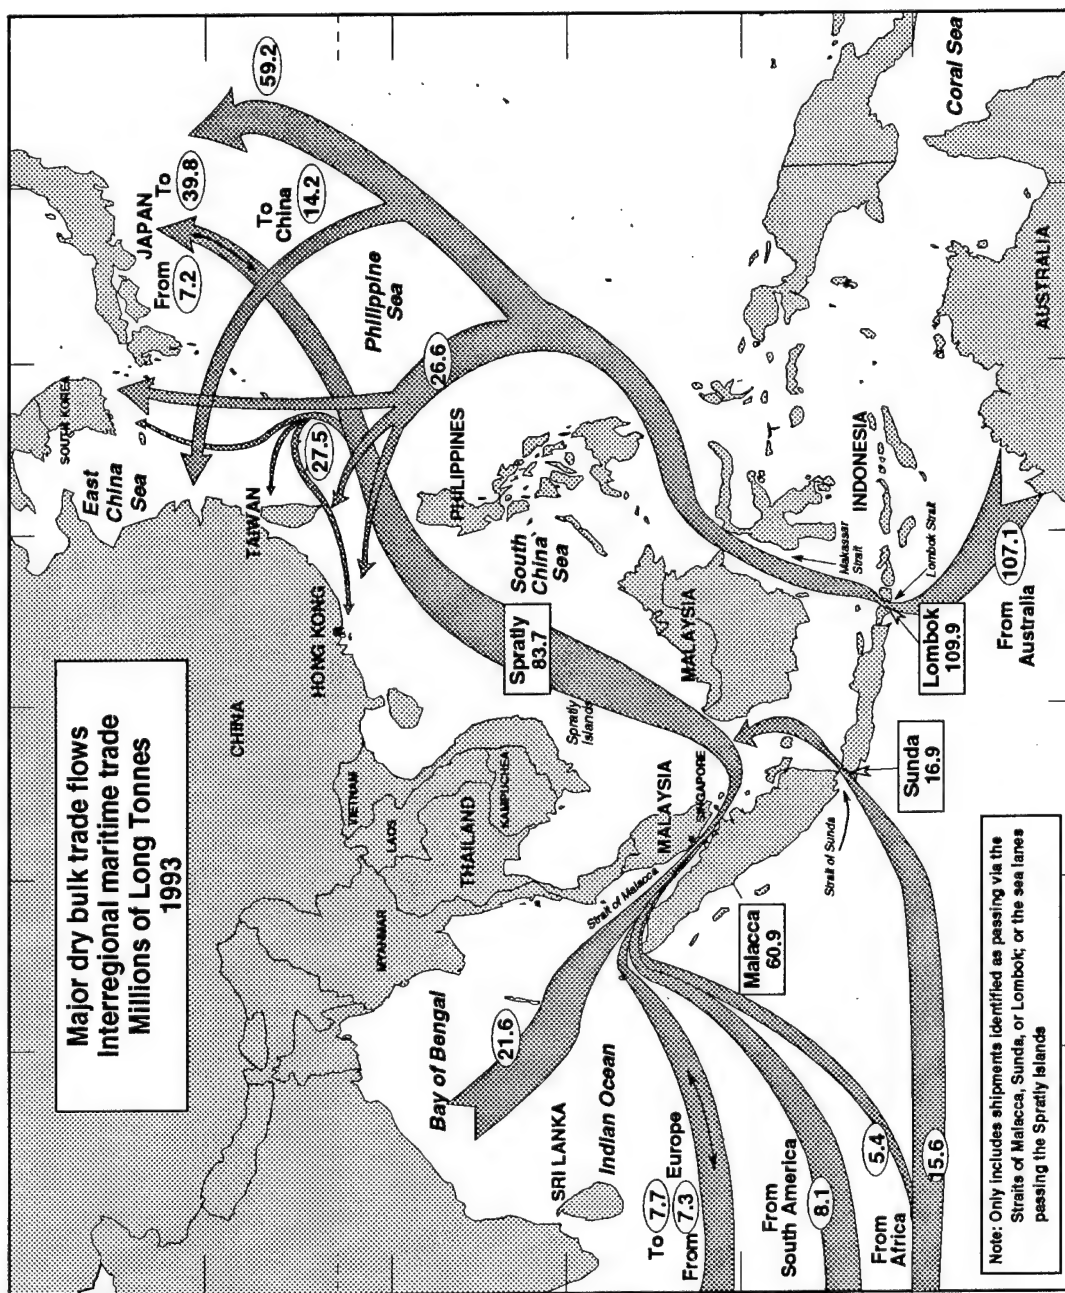 Major dry bulk trade flows
Interregional maritime trade
Millions of Long Tonnes
1993
CHINA
SOUTH KOREA
East
China
Sea
TAIWAN
HONG KONG
JAPAN
From
7.2
To
39.8
To
China
14.2
59.2
Philippine
Sea
26.6
27.5
PHILIPPINES
South
China
Sea
Spratly
83.7
Spratly
Islands
VIETNAM
LAOS
THAILAND
KAMPUCHEA
MYANMAR
Bay of Bengal
21.6
SRI LANKA
Indian Ocean
MALAYSIA
SINGAPORE
Strait of Malacca
MALAYSIA
INDONESIA
Makassar
Strait
Lombok Strait
Malacca
60.9
Strait of Sunda
Sunda
16.9
Lombok
109.9
From
Australia
107.1
AUSTRALIA
Coral Sea
To 7.7
From 7.3
Europe
From
South America
8.1
From
Africa
5.4
15.6
Note: Only includes shipments identified as passing via the
Straits of Malacca, Sunda, or Lombok; or the sea lanes
passing the Spratly Islands